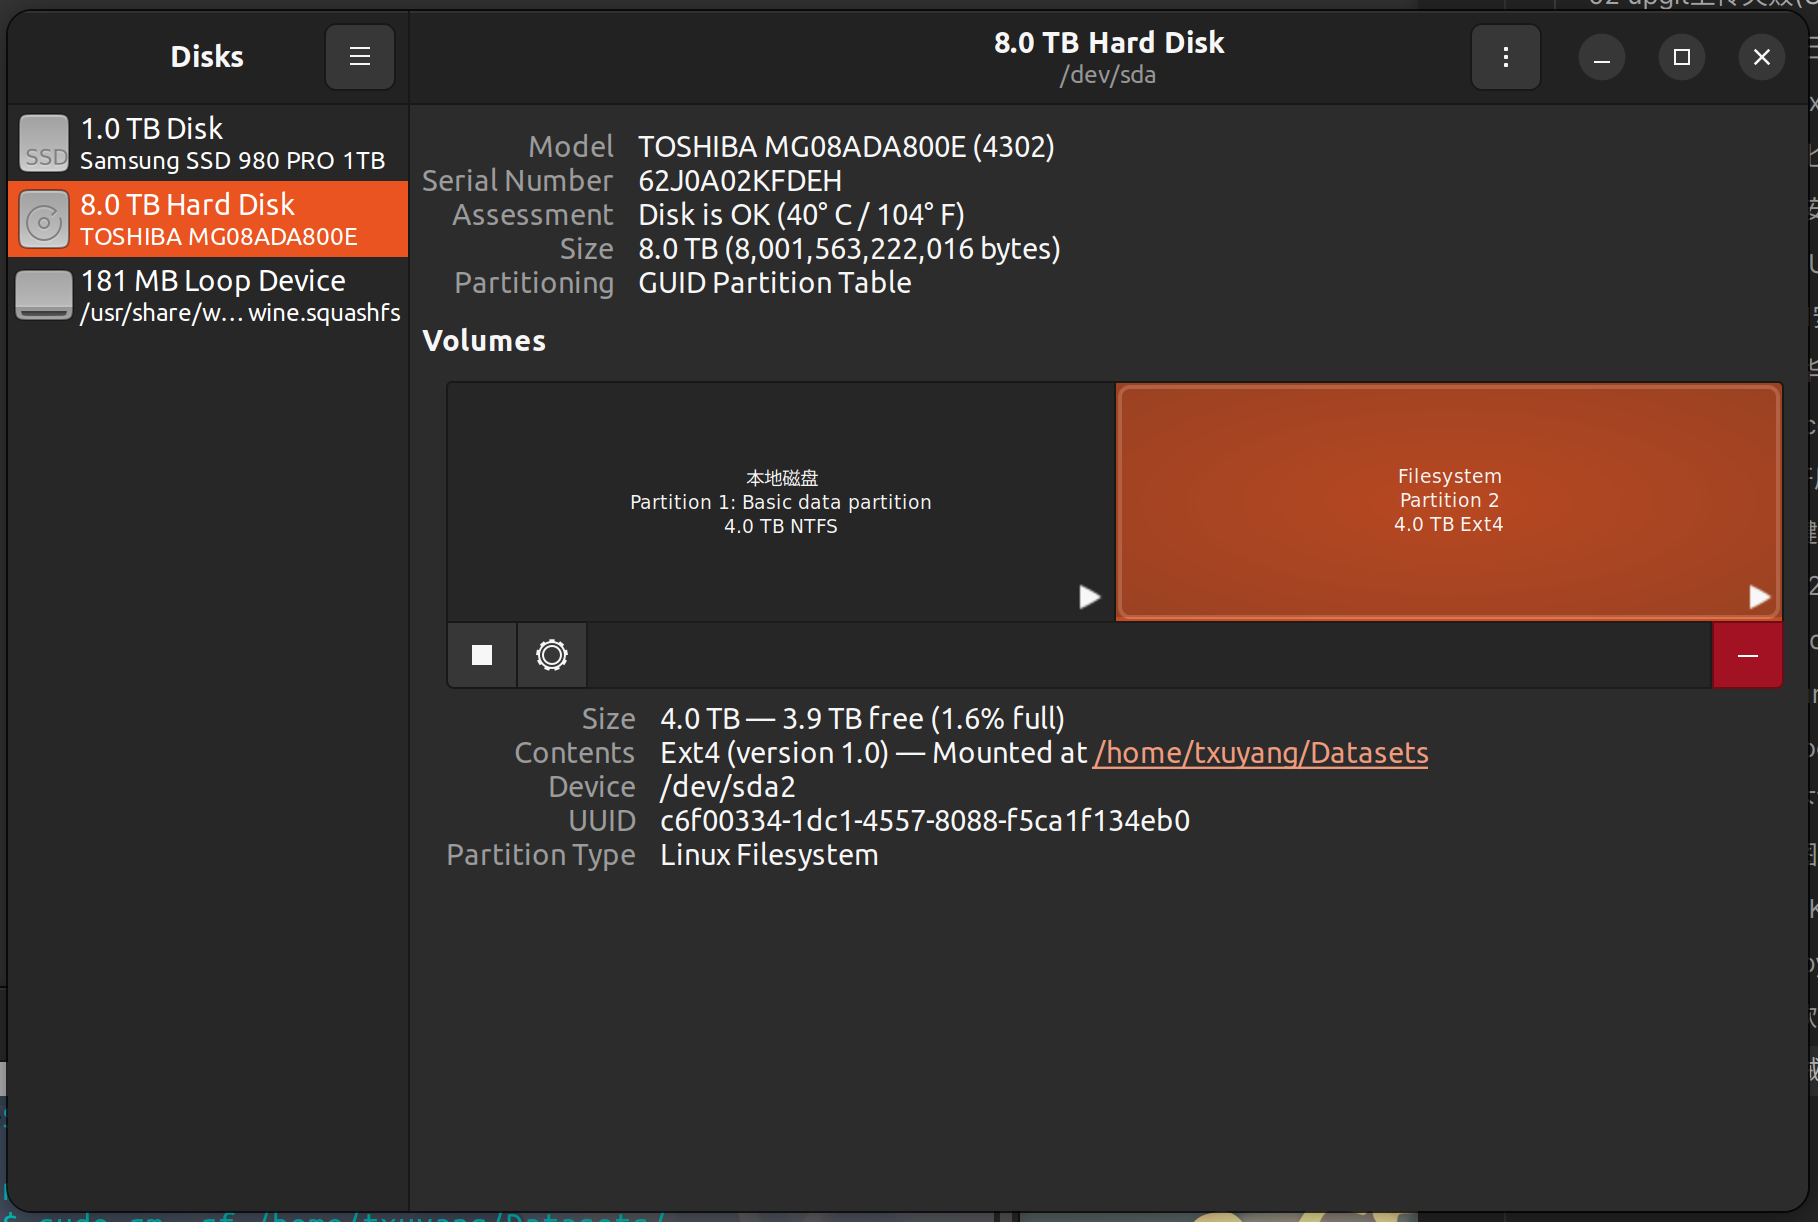 Disks
8.0 TB Hard Disk
/dev/sda
1.0 TB Disk
SSD
Samsung SSD 980 PRO 1TB
8.0 TB Hard Disk
TOSHIBA MG08ADA800E
181 MB Loop Device
/usr/share/w…wine.squashfs
Model TOSHIBA MG08ADA800E (4302)
Serial Number 62J0A02KFDEH
Assessment Disk is OK (40° C / 104° F)
Size 8.0 TB (8,001,563,222,016 bytes)
Partitioning GUID Partition Table
Volumes
本地磁盘
Partition 1: Basic data partition
4.0 TB NTFS
Filesystem
Partition 2
4.0 TB Ext4
Size 4.0 TB — 3.9 TB free (1.6% full)
Contents Ext4 (version 1.0) — Mounted at /home/txuyang/Datasets
Device /dev/sda2
UUID c6f00334-1dc1-4557-8088-f5ca1f134eb0
Partition Type Linux Filesystem